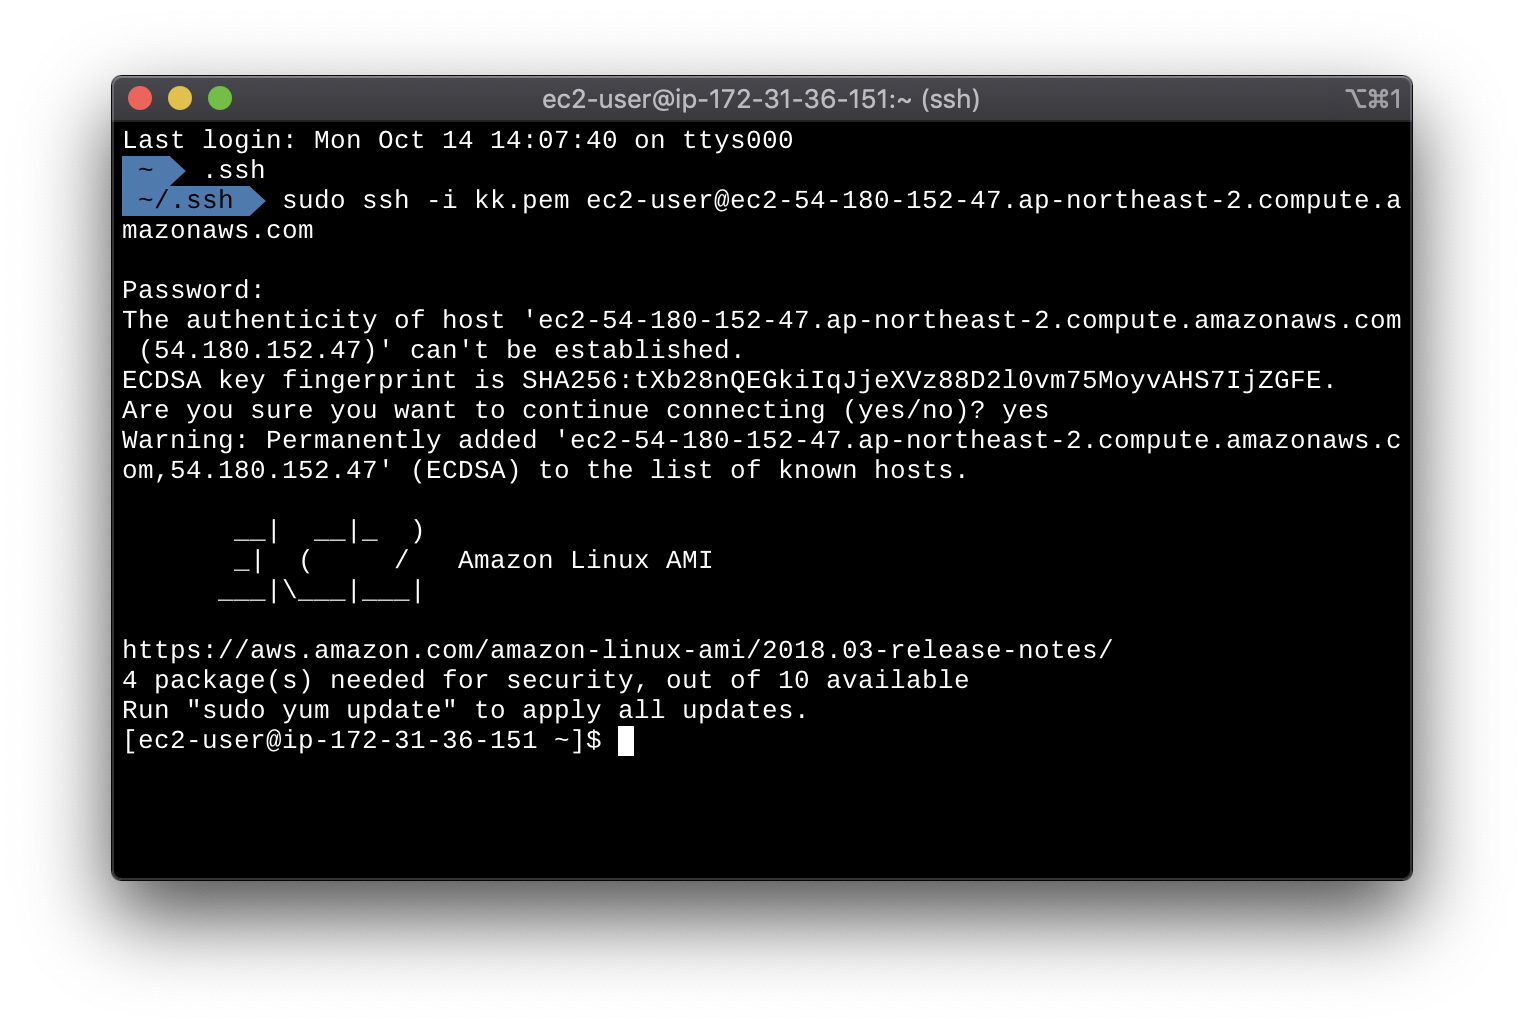 ec2-user@ip-172-31-36-151:~ (ssh)
⌥⌘1
Last login: Mon Oct 14 14:07:40 on ttys000
~ .ssh
~/.ssh sudo ssh -i kk.pem ec2-user@ec2-54-180-152-47.ap-northeast-2.compute.a
mazonaws.com
Password:
The authenticity of host 'ec2-54-180-152-47.ap-northeast-2.compute.amazonaws.com
 (54.180.152.47)' can't be established.
ECDSA key fingerprint is SHA256:tXb28nQEGkiIqJjeXVz88D2l0vm75MoyvAHS7IjZGFE.
Are you sure you want to continue connecting (yes/no)? yes
Warning: Permanently added 'ec2-54-180-152-47.ap-northeast-2.compute.amazonaws.c
om,54.180.152.47' (ECDSA) to the list of known hosts.
       __|  __|_  )
       _|  (     /   Amazon Linux AMI
      ___|\___|___|
https://aws.amazon.com/amazon-linux-ami/2018.03-release-notes/
4 package(s) needed for security, out of 10 available
Run "sudo yum update" to apply all updates.
[ec2-user@ip-172-31-36-151 ~]$